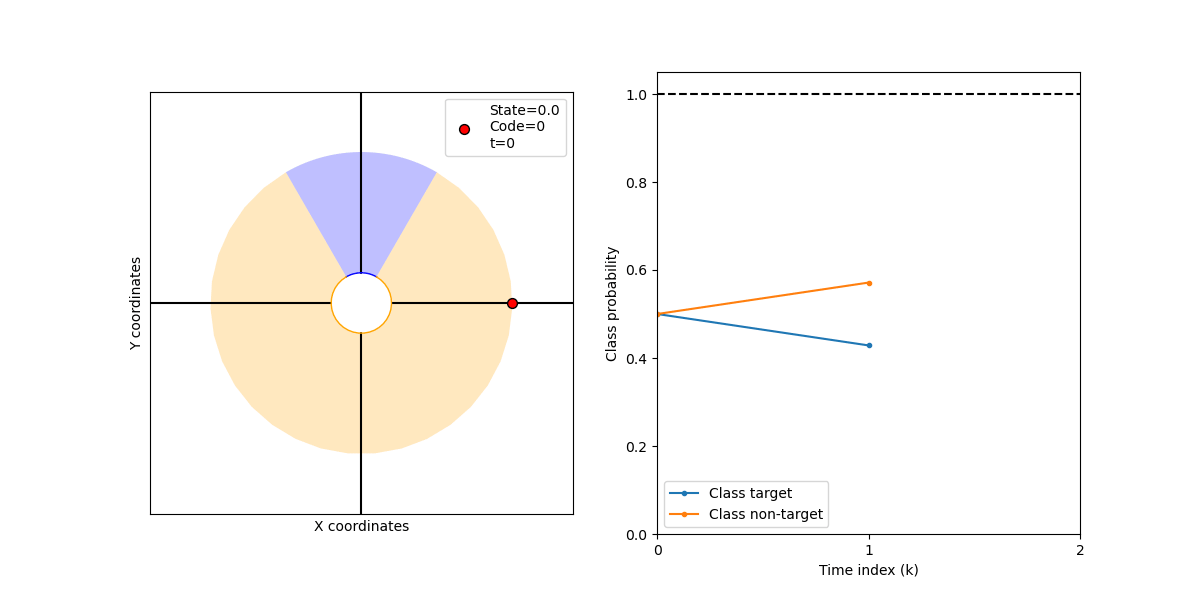 State=0.0
Code=0
t=0
Y coordinates
X coordinates
1.0
0.8
0.6
0.4
0.2
0.0
Class probability
Class target
Class non-target
0
1
2
Time index (k)